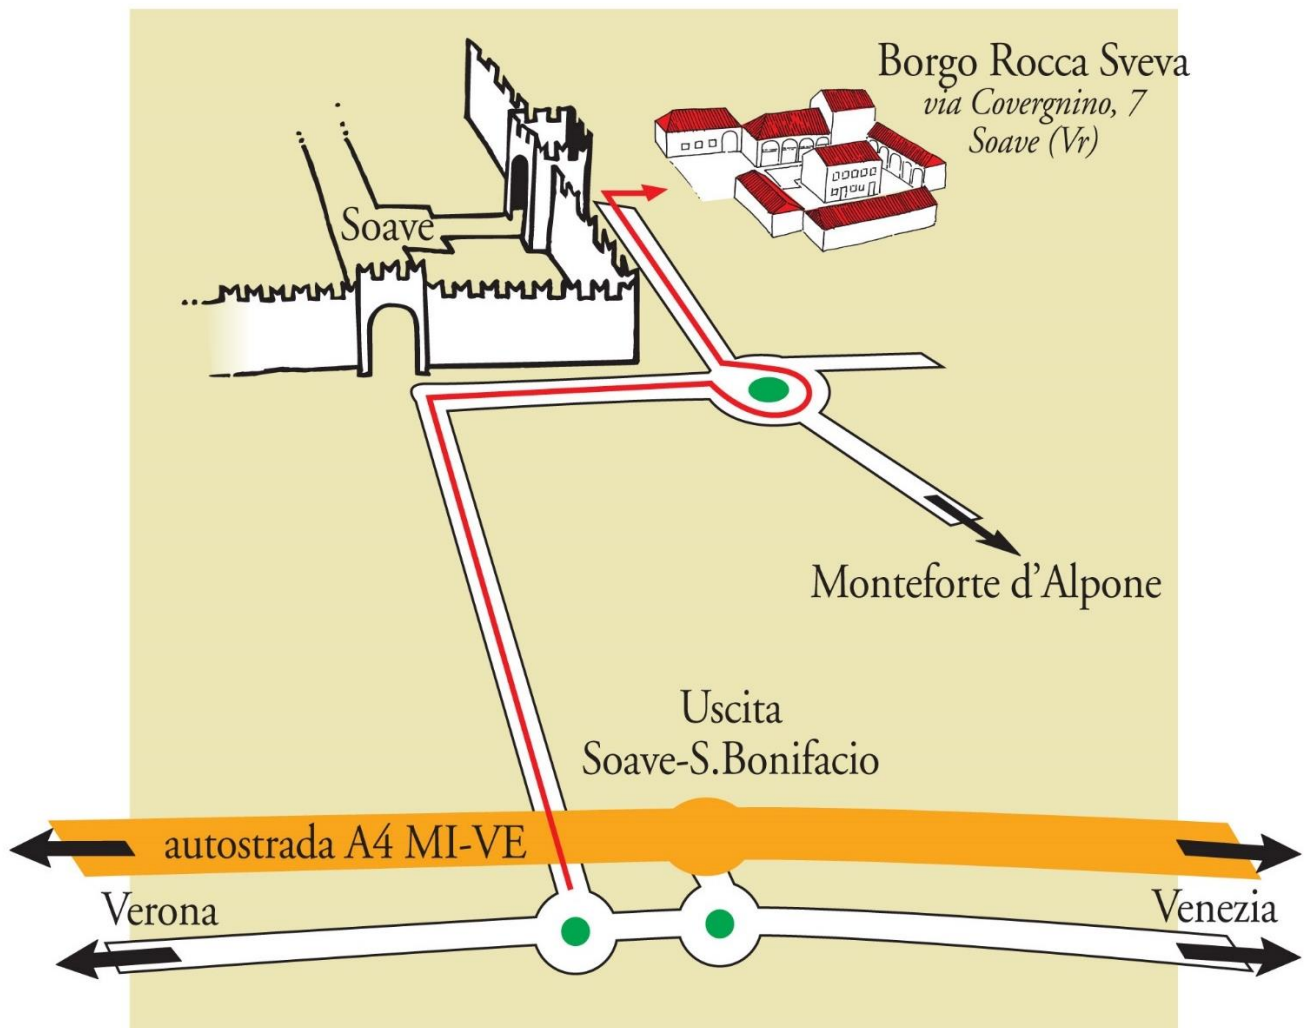 Borgo Rocca Sveva
via Covergnino, 7
Soave (Vr)
Soave
Monteforte d'Alpone
Uscita
Soave-S.Bonifacio
autostrada A4 MI-VE
Verona
Venezia